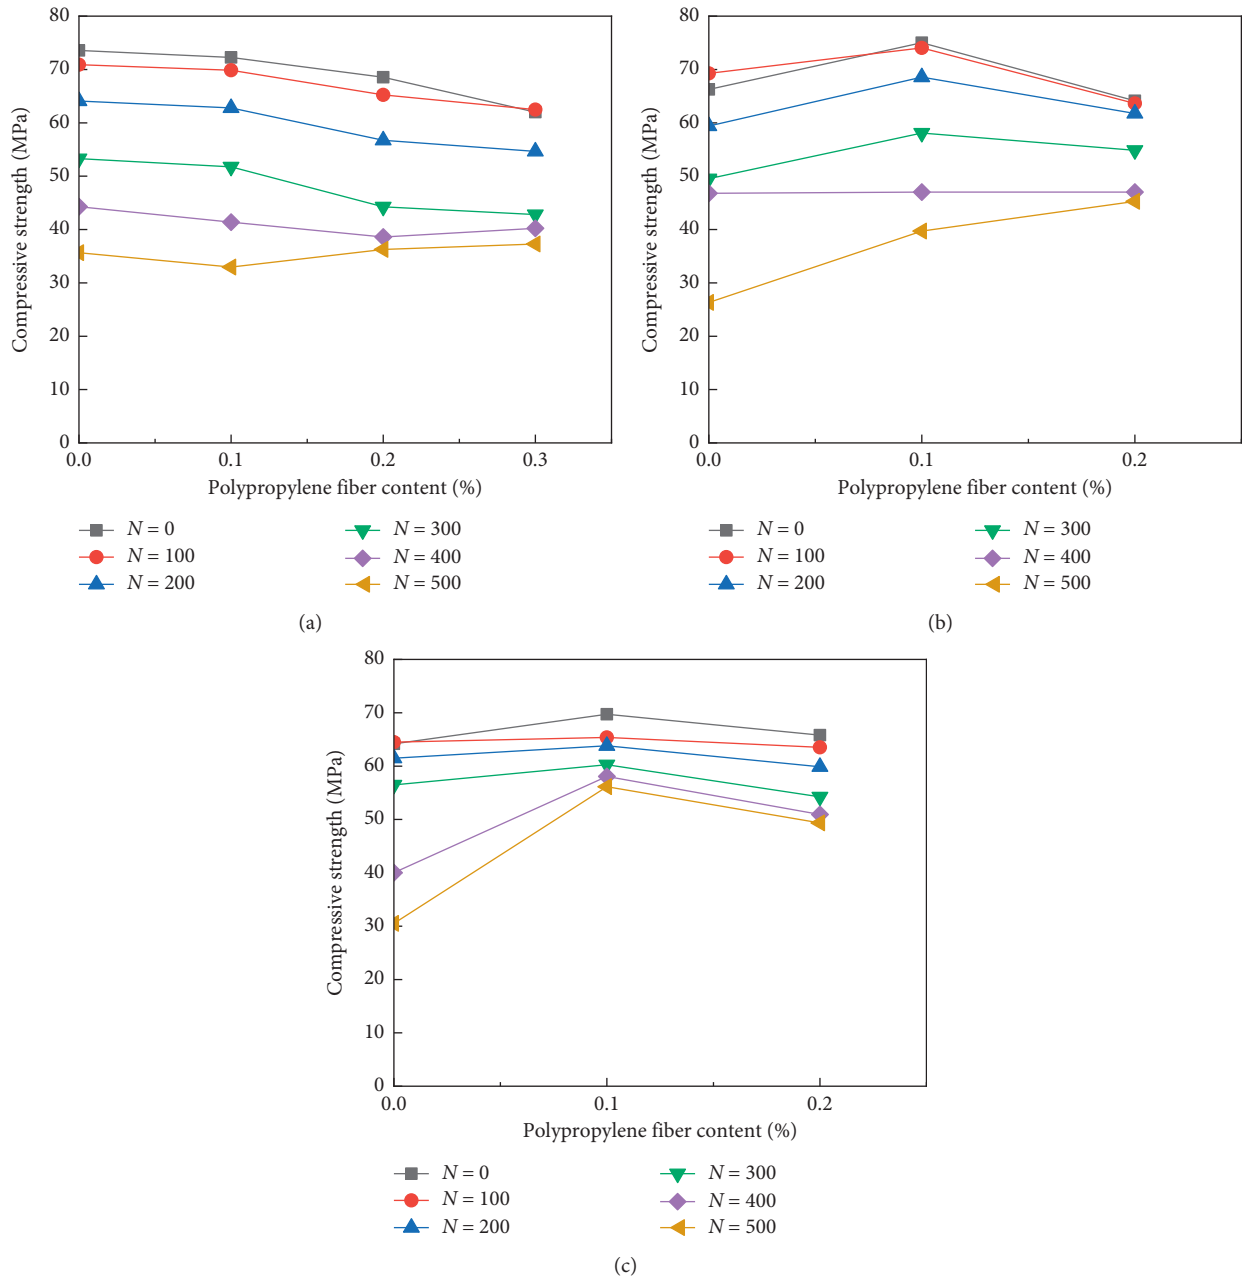 80
70
60
50
40
30
20
10
0
Compressive strength (MPa)
0.0 0.1 0.2 0.3
Polypropylene fiber content (%)
N = 0 N = 300
N = 100 N = 400
N = 200 N = 500
(a)
80
70
60
50
40
30
20
10
0
Compressive strength (MPa)
0.0 0.1 0.2
Polypropylene fiber content (%)
N = 0 N = 300
N = 100 N = 400
N = 200 N = 500
(b)
80
70
60
50
40
30
20
10
0
Compressive strength (MPa)
0.0 0.1 0.2
Polypropylene fiber content (%)
N = 0 N = 300
N = 100 N = 400
N = 200 N = 500
(c)